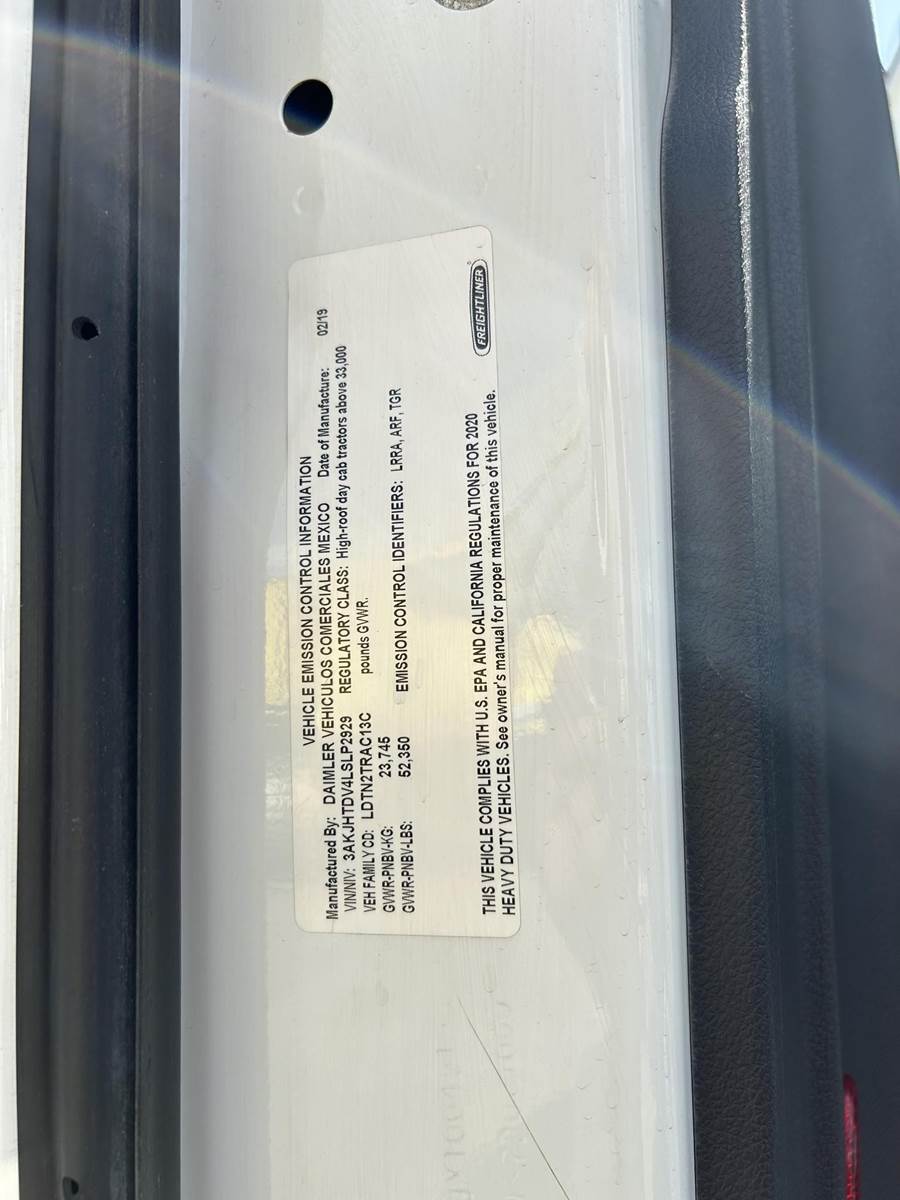 VEHICLE EMISSION CONTROL INFORMATION
Manufactured By: DAIMLER VEHICULOS COMERCIALES MEXICO Date of Manufacture: 02/19
VIN/NIV: 3AKJHTDV4LSLP2929 REGULATORY CLASS: High-roof day cab tractors above 33,000
VEH FAMILY CD: LDTN2TRAC13C pounds GVWR.
GVWR-PNBV-KG: 23,745
GVWR-PNBV-LBS: 52,350 EMISSION CONTROL IDENTIFIERS: LRRA, ARF, TGR
THIS VEHICLE COMPLIES WITH U.S. EPA AND CALIFORNIA REGULATIONS FOR 2020
HEAVY DUTY VEHICLES. See owner's manual for proper maintenance of this vehicle.
FREIGHTLINER